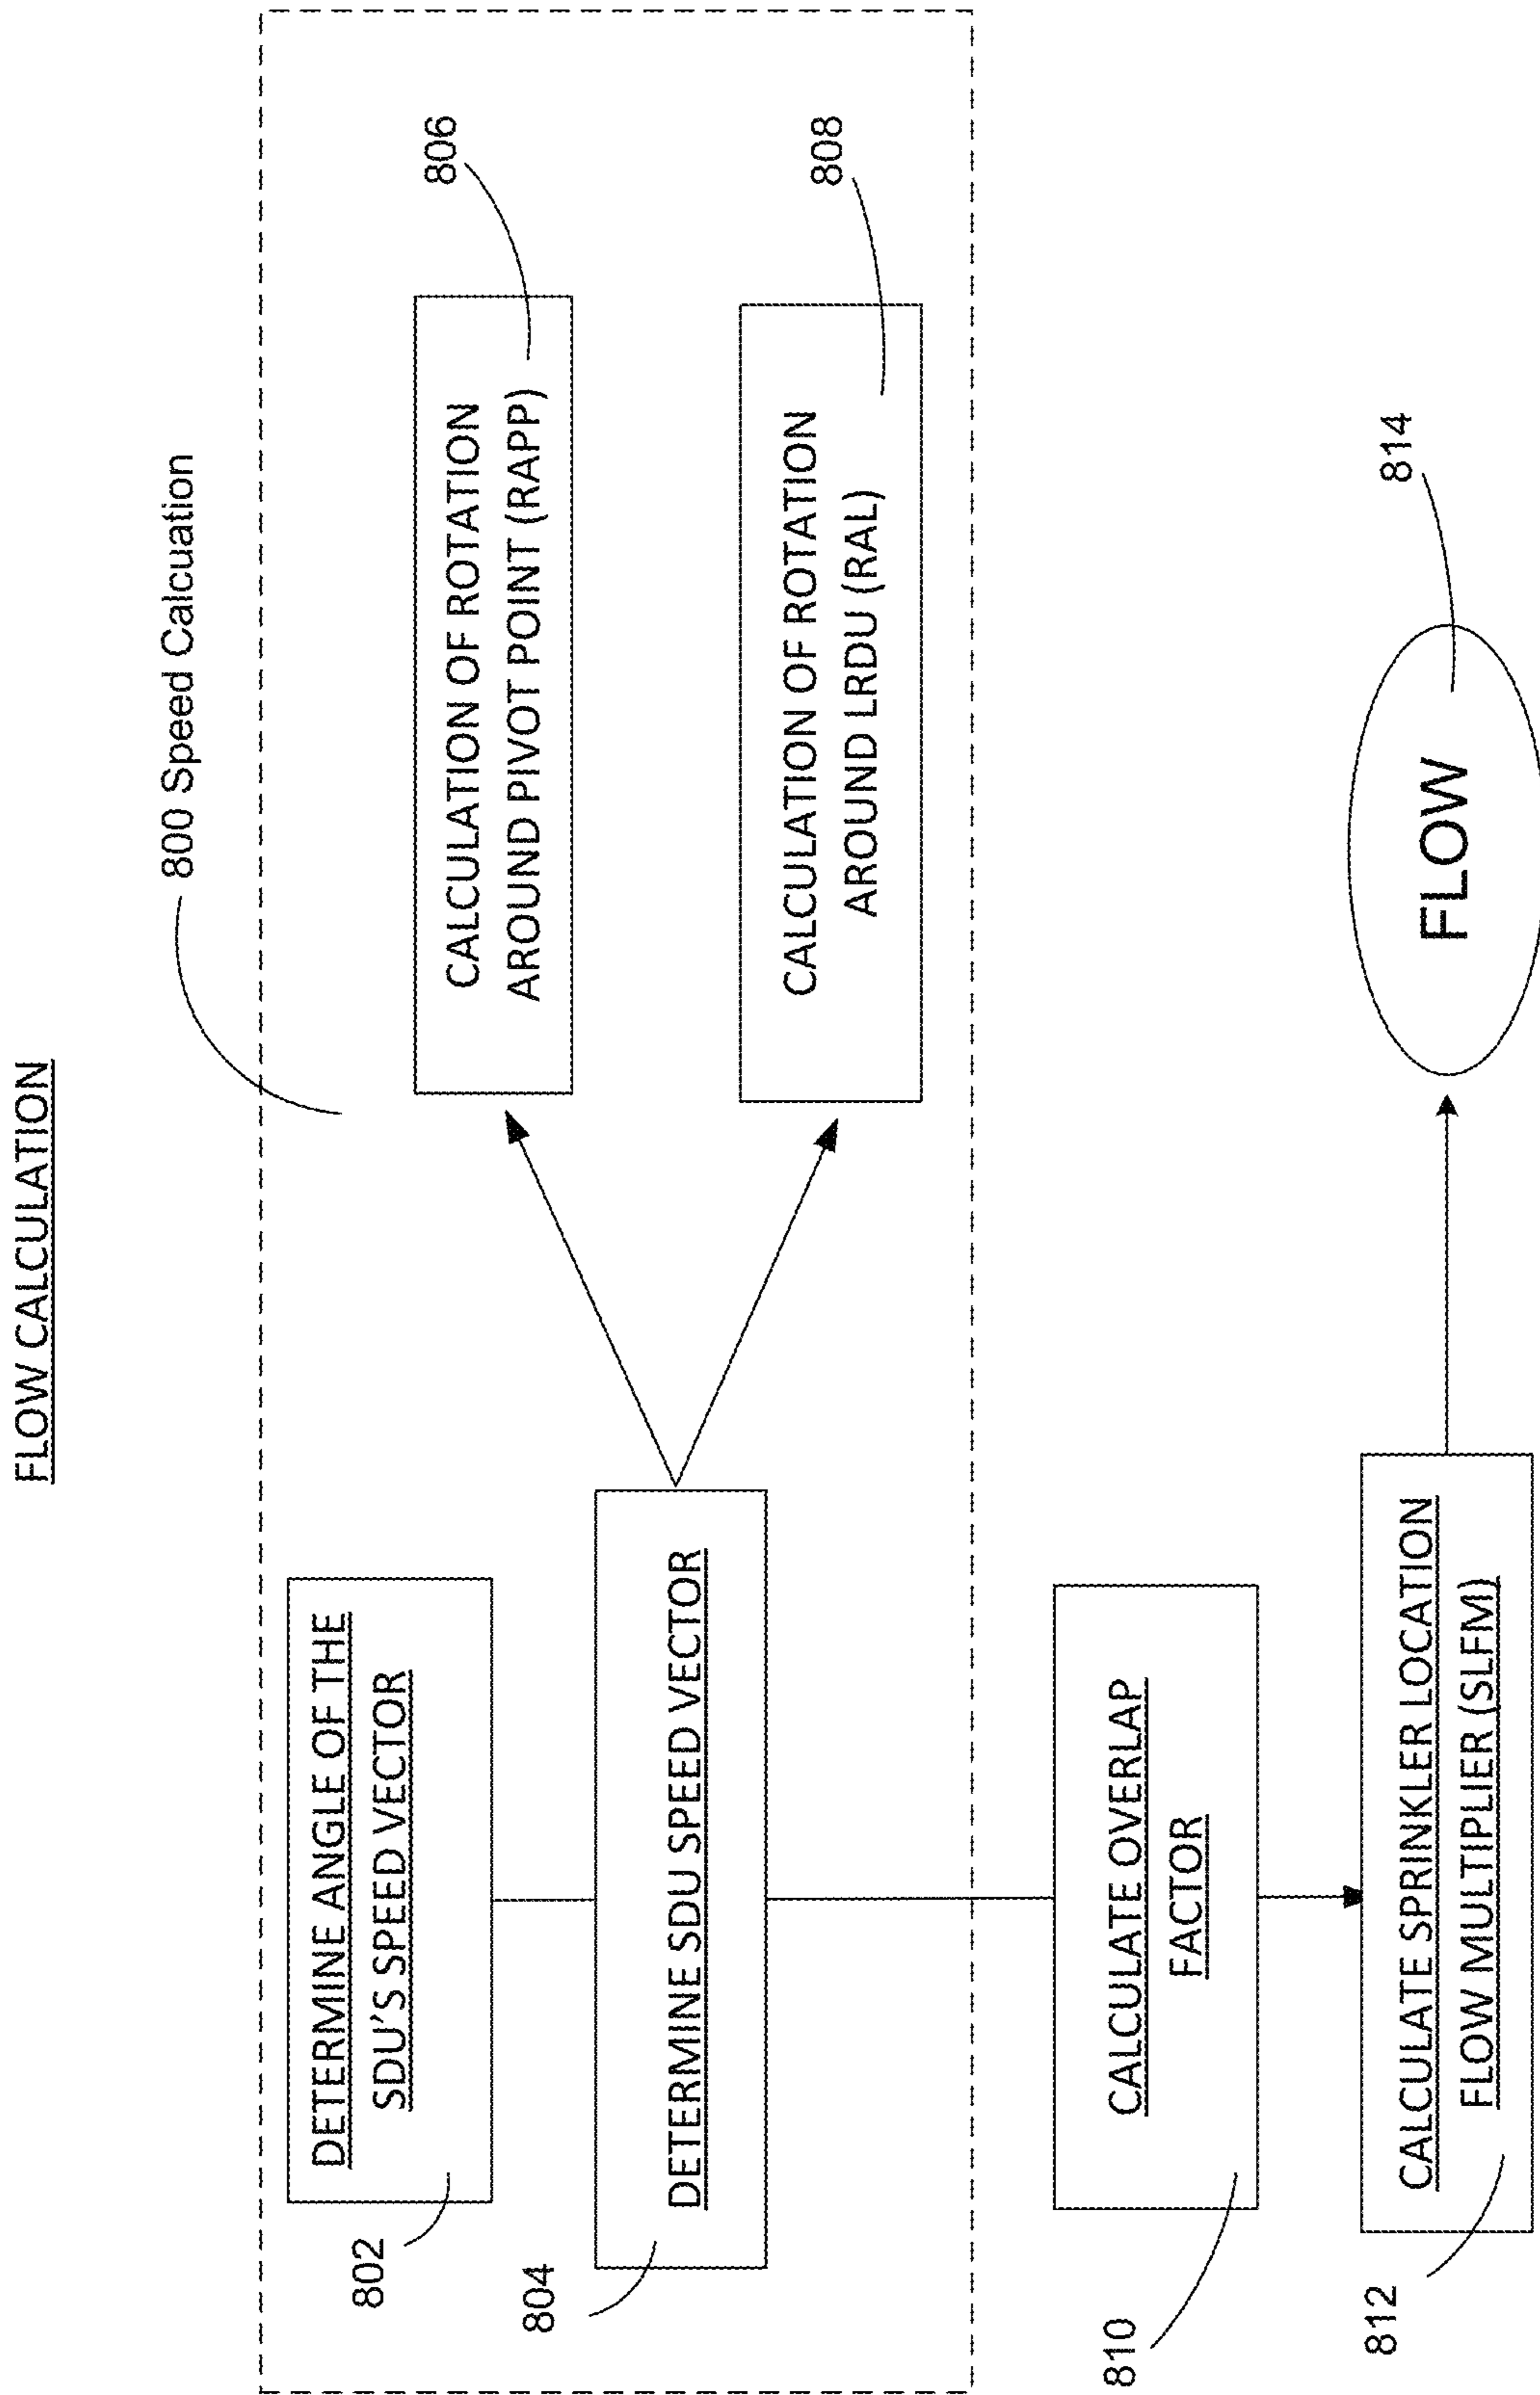 FLOW CALCULATION
800 Speed Calcuation
DETERMINE ANGLE OF THE
SDU'S SPEED VECTOR
802
DETERMINE SDU SPEED VECTOR
804
CALCULATION OF ROTATION
AROUND PIVOT POINT (RAPP)
806
CALCULATION OF ROTATION
AROUND LRDU (RAL)
808
CALCULATE OVERLAP
FACTOR
810
CALCULATE SPRINKLER LOCATION
FLOW MULTIPLIER (SLFM)
812
FLOW
814